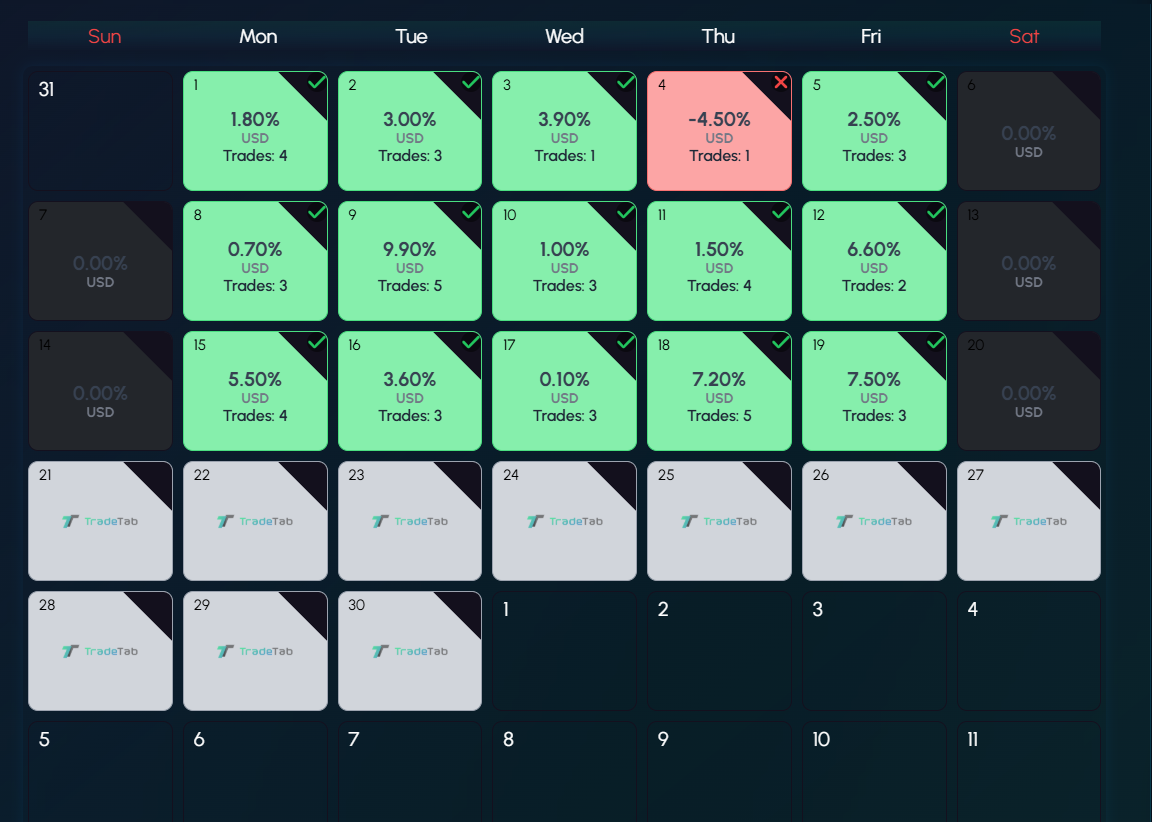 Sun Mon Tue Wed Thu Fri Sat
31
1
1.80%
USD
Trades: 4
2
3.00%
USD
Trades: 3
3
3.90%
USD
Trades: 1
4
-4.50%
USD
Trades: 1
5
2.50%
USD
Trades: 3
6
0.00%
USD
7
0.00%
USD
8
0.70%
USD
Trades: 3
9
9.90%
USD
Trades: 5
10
1.00%
USD
Trades: 3
11
1.50%
USD
Trades: 4
12
6.60%
USD
Trades: 2
13
0.00%
USD
14
0.00%
USD
15
5.50%
USD
Trades: 4
16
3.60%
USD
Trades: 3
17
0.10%
USD
Trades: 3
18
7.20%
USD
Trades: 5
19
7.50%
USD
Trades: 3
20
0.00%
USD
21
TradeTab
22
TradeTab
23
TradeTab
24
TradeTab
25
TradeTab
26
TradeTab
27
TradeTab
28
TradeTab
29
TradeTab
30
TradeTab
1
2
3
4
5
6
7
8
9
10
11